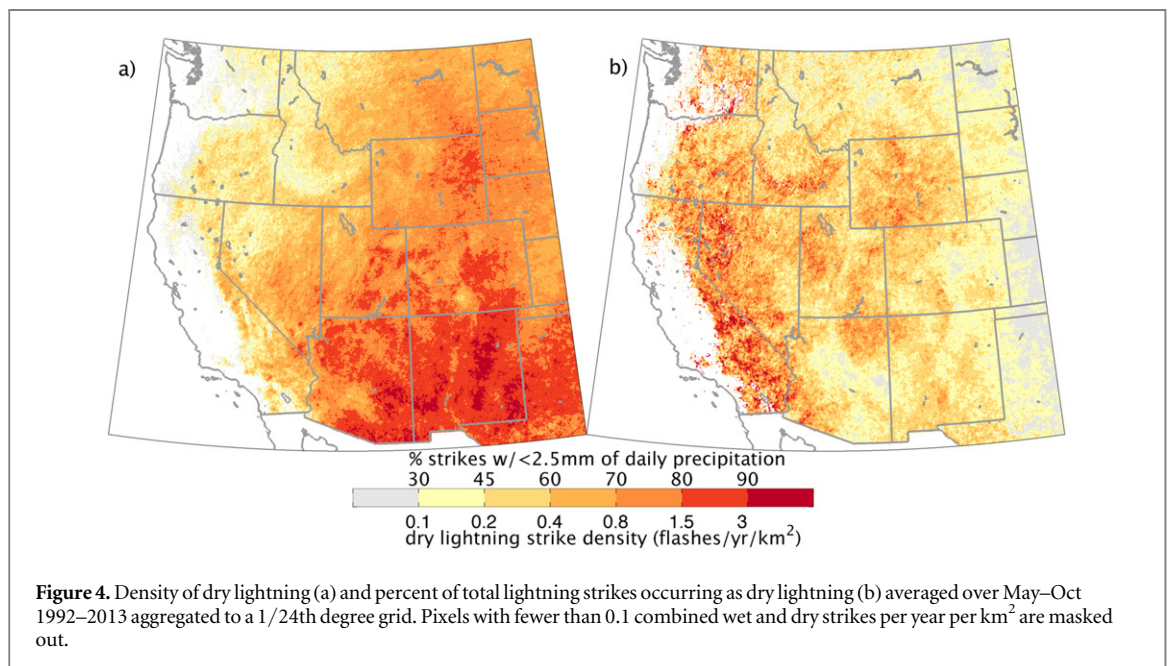 a)
b)
% strikes w/<2.5mm of daily precipitation
30 45 60 70 80 90
0.1 0.2 0.4 0.8 1.5 3
dry lightning strike density (flashes/yr/km²)
Figure 4. Density of dry lightning (a) and percent of total lightning strikes occurring as dry lightning (b) averaged over May–Oct
1992–2013 aggregated to a 1/24th degree grid. Pixels with fewer than 0.1 combined wet and dry strikes per year per km² are masked
out.